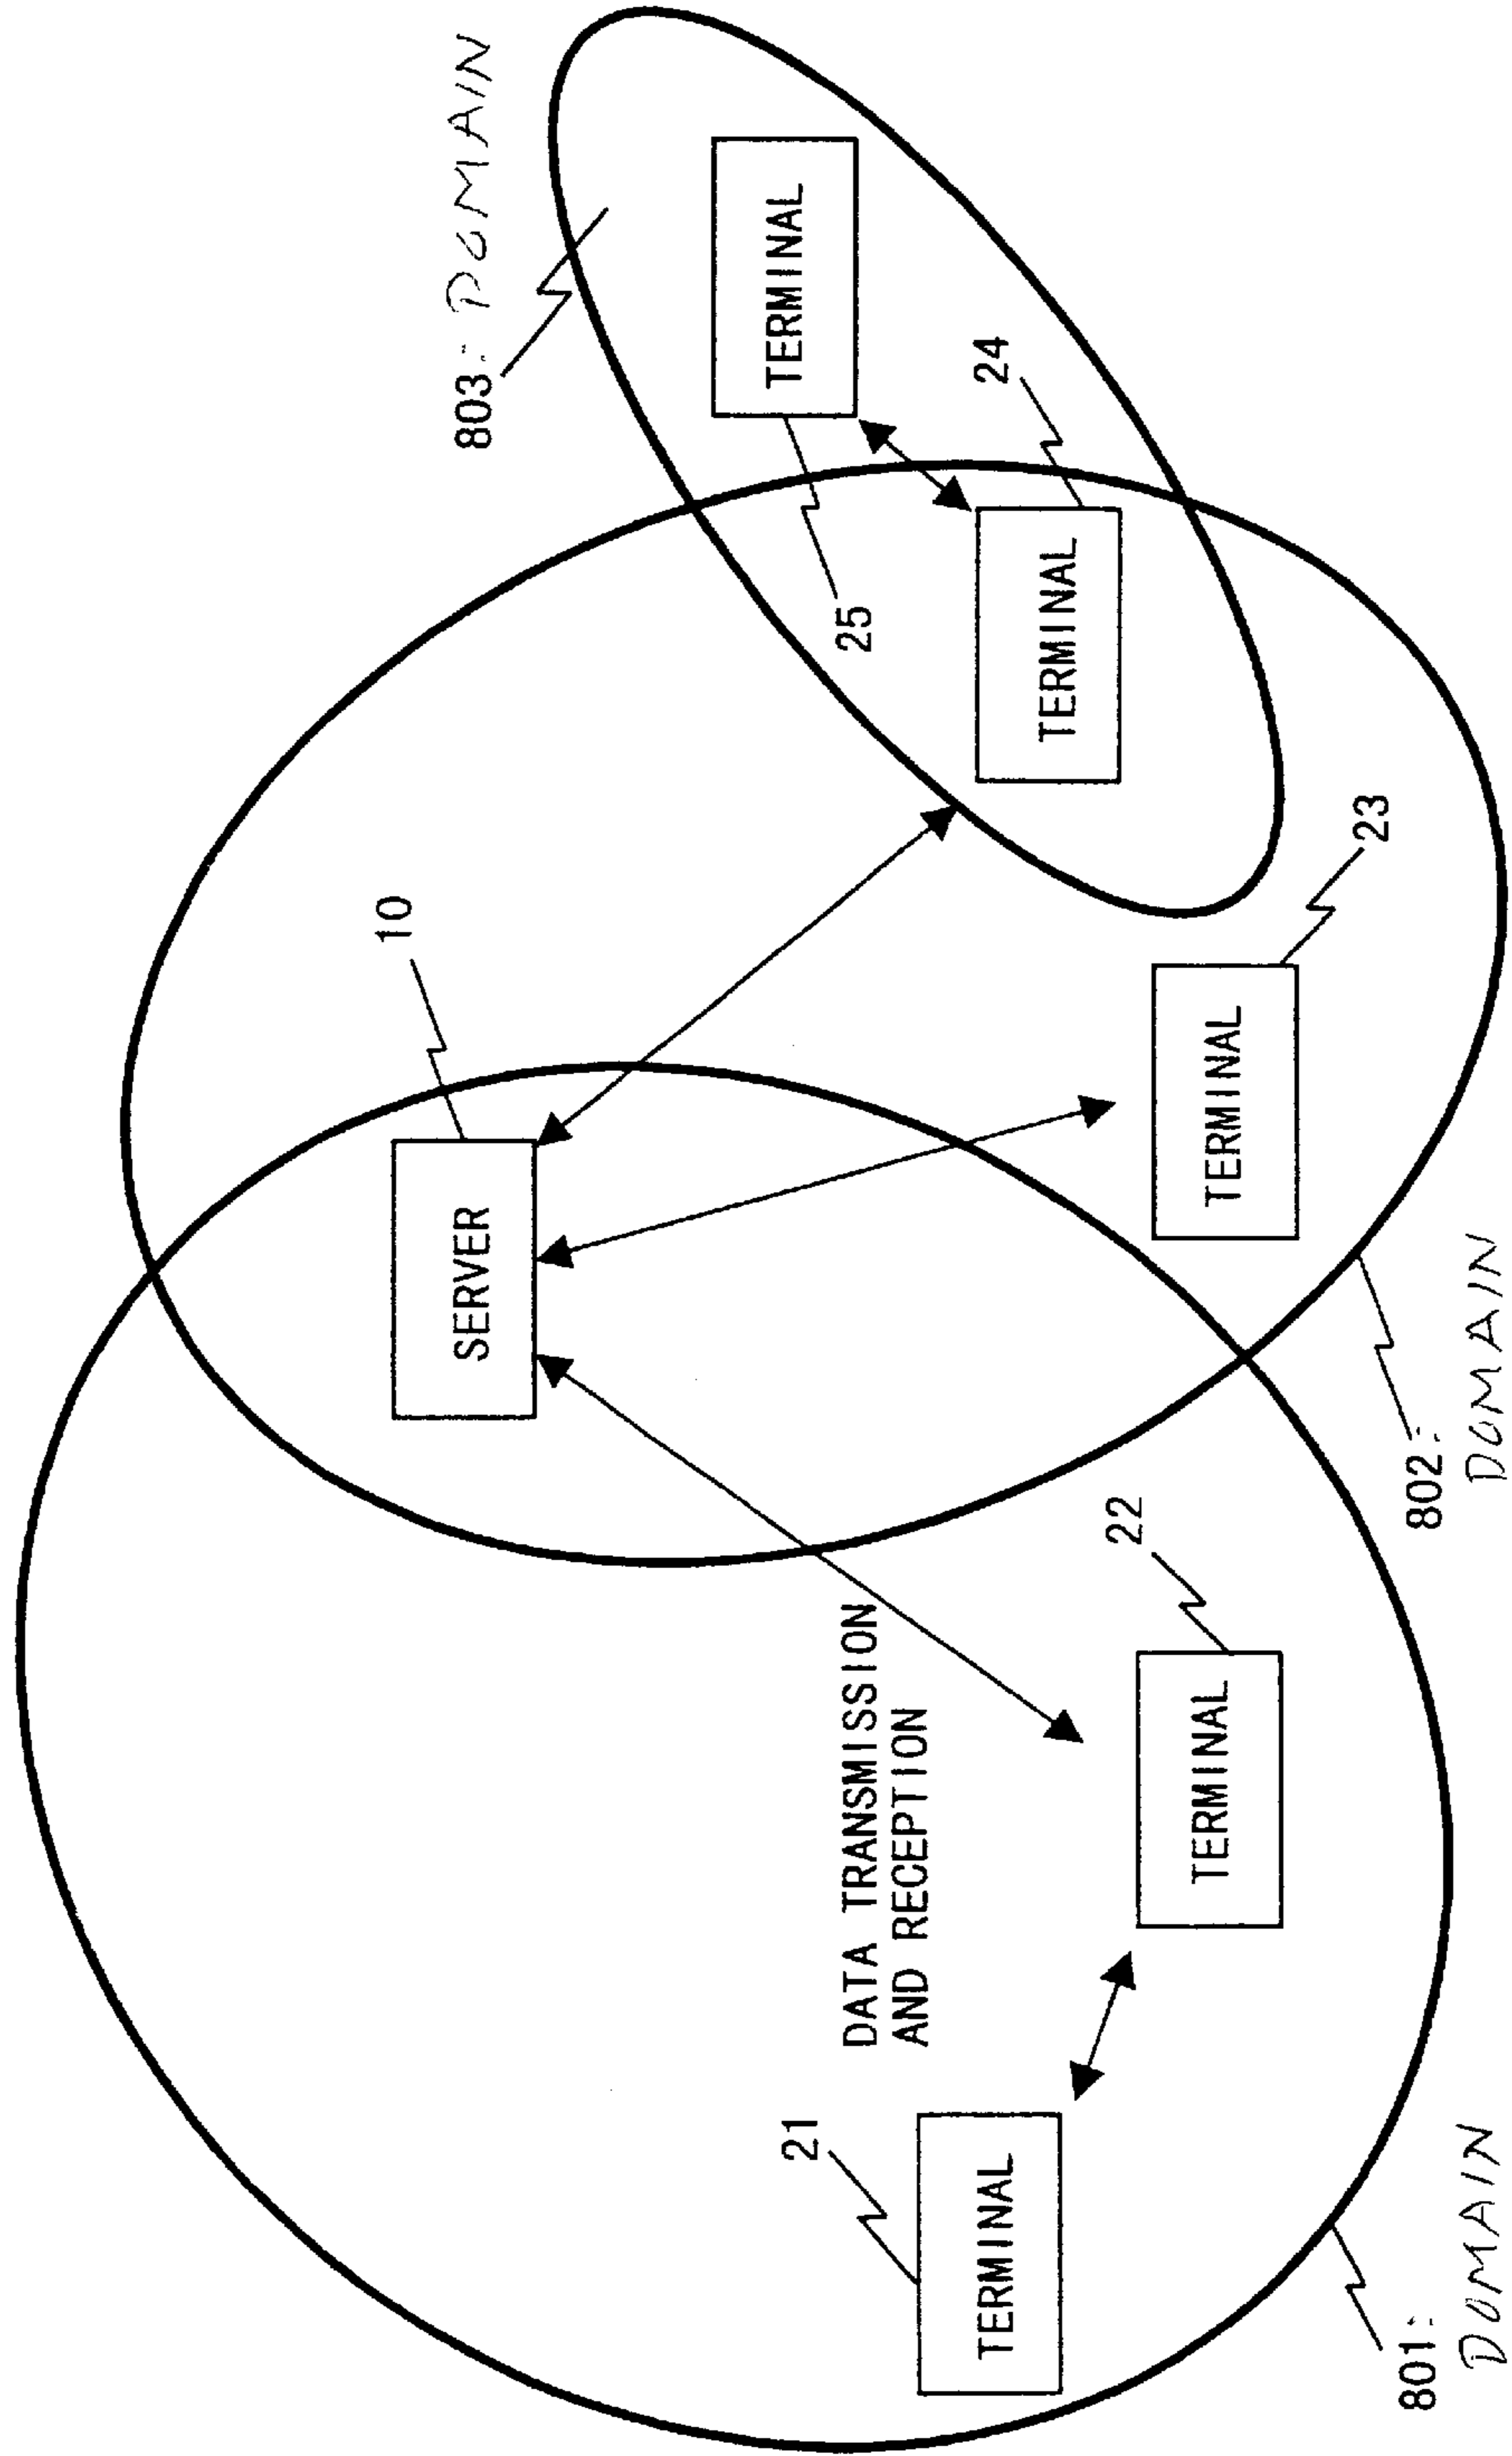 803: DOMAIN
TERMINAL
25
24
TERMINAL
10
SERVER
23
TERMINAL
DATA TRANSMISSION
AND RECEPTION
22
TERMINAL
21
TERMINAL
802:
DOMAIN
801:
DOMAIN